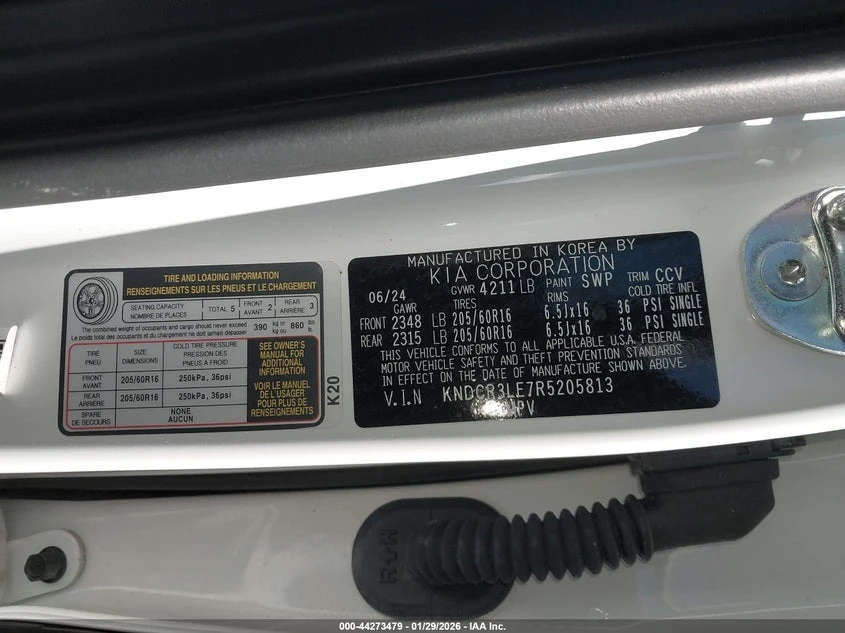 TIRE AND LOADING INFORMATION
RENSEIGNEMENTS SUR LES PNEUS ET LE CHARGEMENT
SEATING CAPACITY
NOMBRE DE PLACES
TOTAL 5
FRONT
AVANT 2
REAR
ARRIÈRE 3
The combined weight of occupants and cargo should never exceed
Le poids total des occupants et du chargement ne doit jamais dépasser
390 kg or
kg ou 860 lbs.
lb.
TIRE
PNEU
SIZE
DIMENSIONS
COLD TIRE PRESSURE
PRESSION DES
PNEUS À FROID
FRONT
AVANT
205/60R16
250kPa, 36psi
REAR
ARRIÈRE
205/60R16
250kPa, 36psi
SPARE
DE SECOURS
NONE
AUCUN
SEE OWNER'S
MANUAL FOR
ADDITIONAL
INFORMATION
VOIR LE MANUEL
DE L'USAGER
POUR PLUS DE
RENSEIGNEMENTS
K20
MANUFACTURED IN KOREA BY
KIA CORPORATION
06/24 GVWR 4211 LB PAINT SWP TRIM CCV
GAWR TIRES RIMS COLD TIRE INFL
FRONT 2348 LB 205/60R16 6.5Jx16 36 PSI SINGLE
REAR 2315 LB 205/60R16 6.5Jx16 36 PSI SINGLE
THIS VEHICLE CONFORMS TO ALL APPLICABLE U.S.A. FEDERAL
MOTOR VEHICLE SAFETY AND THEFT PREVENTION STANDARDS
IN EFFECT ON THE DATE OF MANUFACTURE SHOWN ABOVE.
V.I.N KNDCR3LE7R5205813
000-44273479 - 01/29/2026 - IAA Inc.